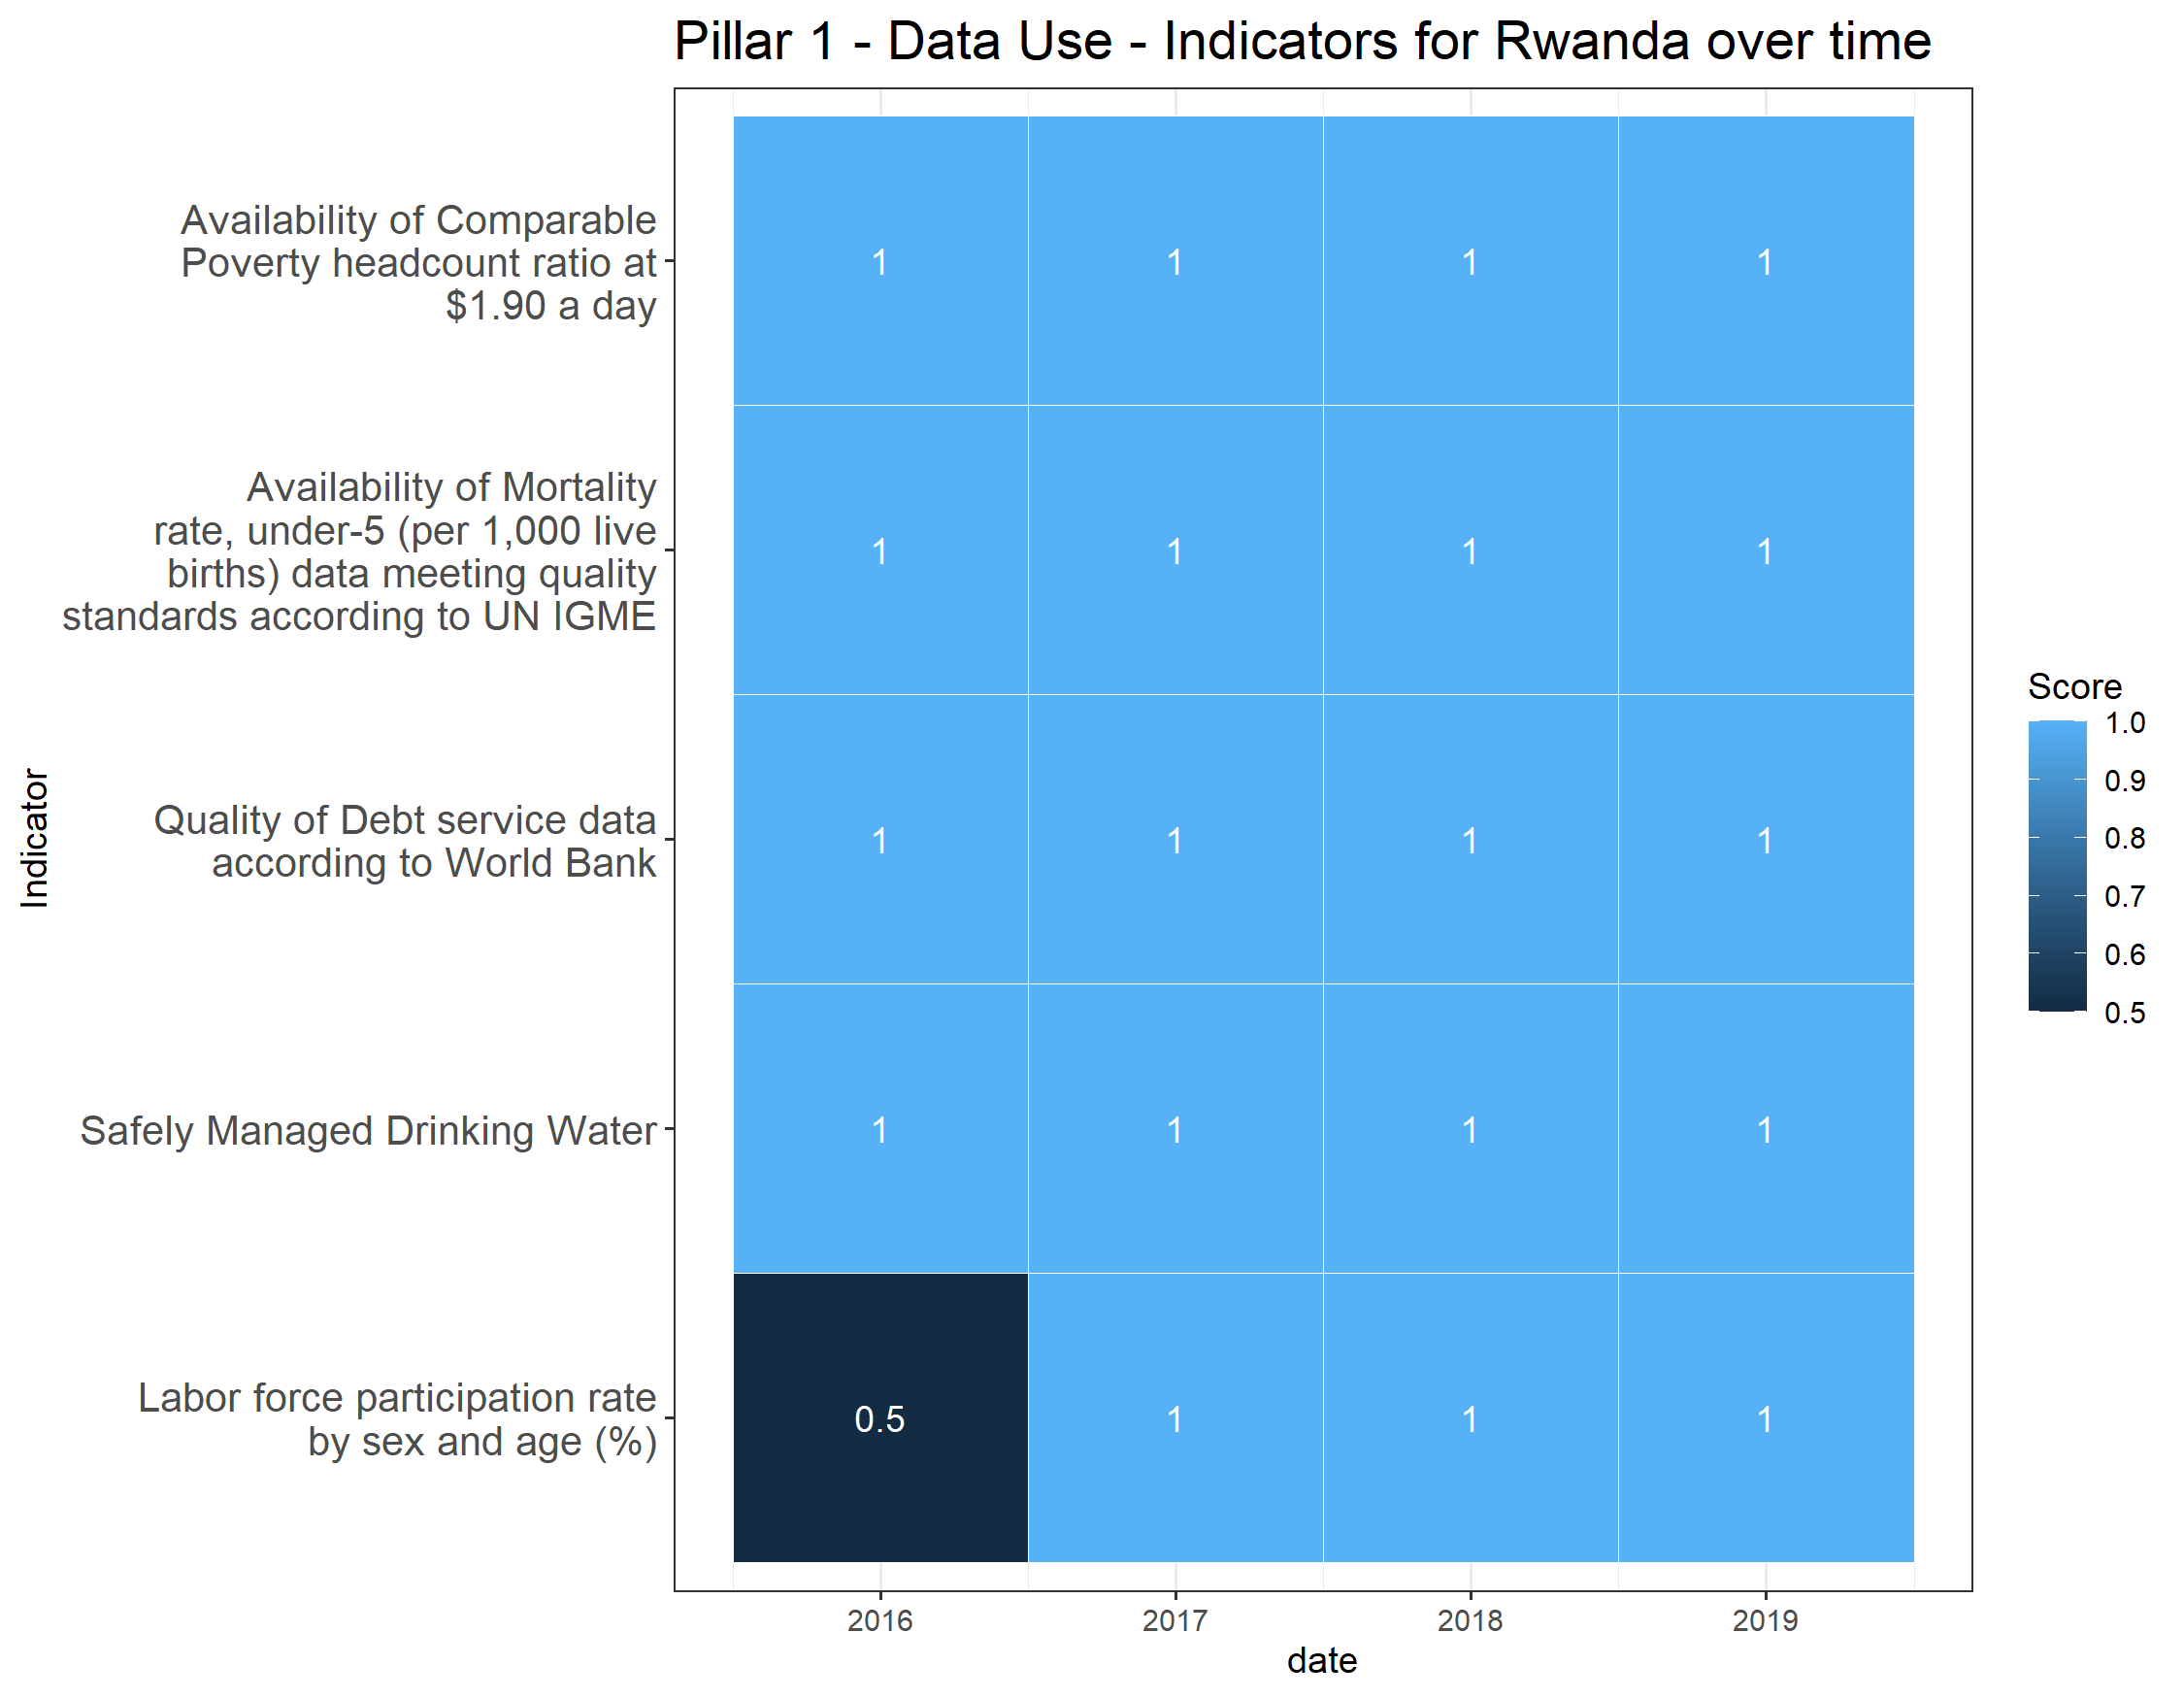 Pillar 1 - Data Use - Indicators for Rwanda over time
Indicator
Availability of Comparable
Poverty headcount ratio at
$1.90 a day
1 1 1 1
Availability of Mortality
rate, under-5 (per 1,000 live
births) data meeting quality
standards according to UN IGME
1 1 1 1
Quality of Debt service data
according to World Bank
1 1 1 1
Safely Managed Drinking Water
1 1 1 1
Labor force participation rate
by sex and age (%)
0.5 1 1 1
2016 2017 2018 2019
date
Score
1.0
0.9
0.8
0.7
0.6
0.5